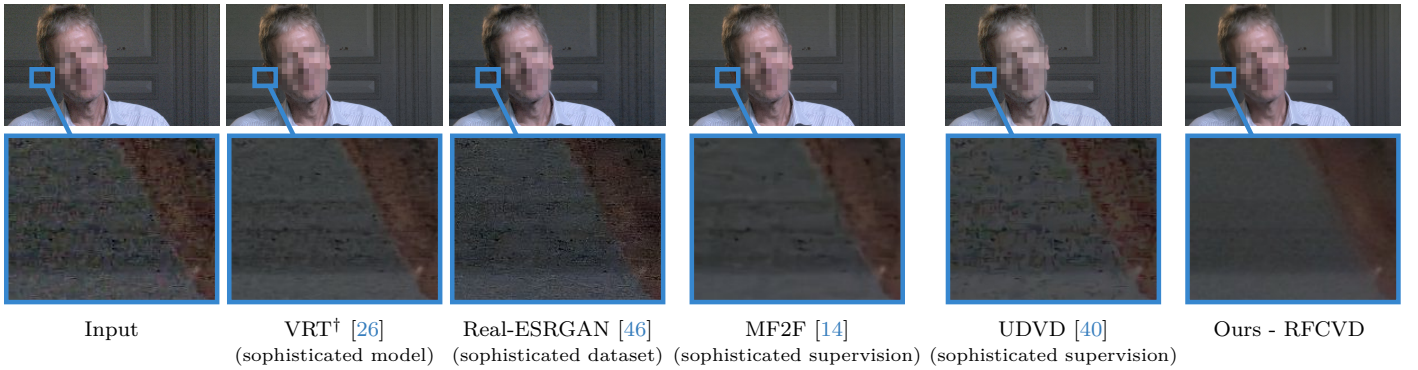 Input
VRT† [26]
(sophisticated model)
Real-ESRGAN [46]
(sophisticated dataset)
MF2F [14]
(sophisticated supervision)
UDVD [40]
(sophisticated supervision)
Ours - RFCVD